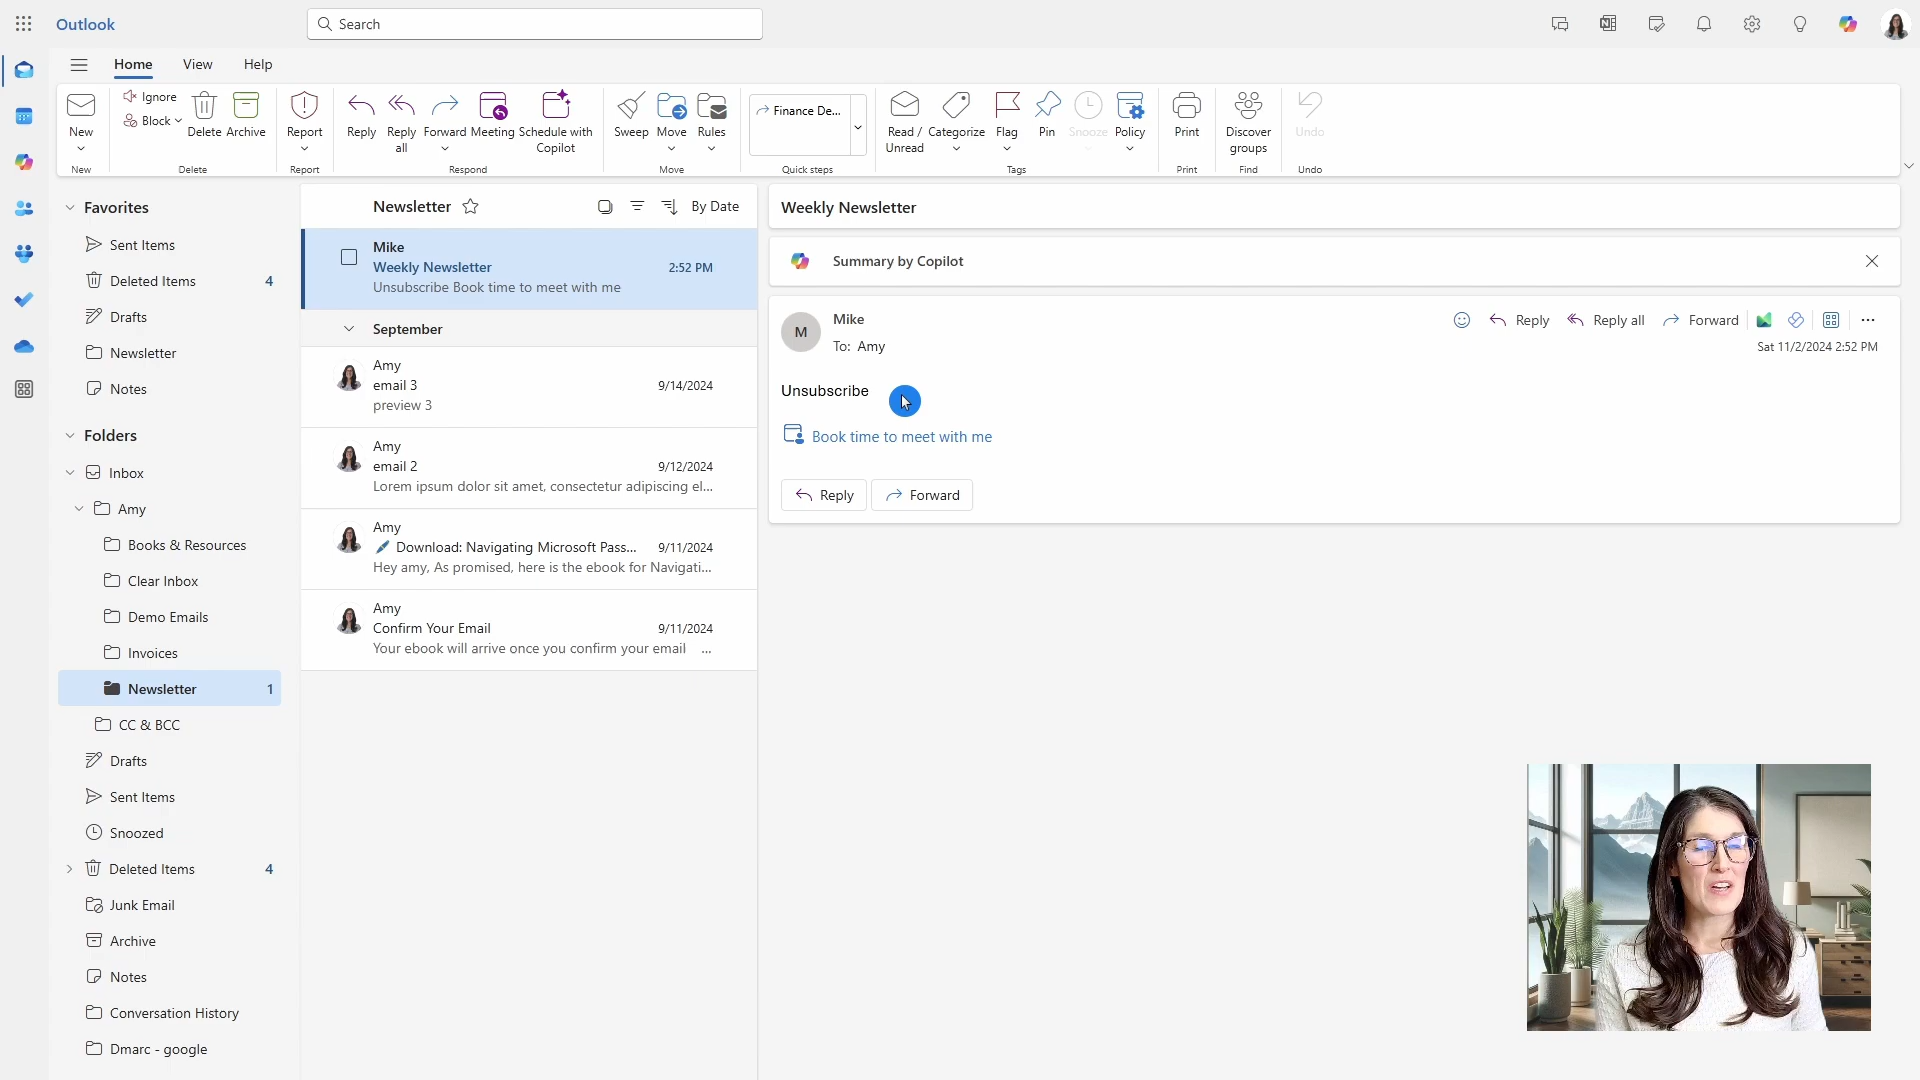 Outlook
Search
Home View Help
New
Ignore
Block
Delete
Archive
Report
Reply
Reply all
Forward
Meeting
Schedule with Copilot
Sweep
Move
Rules
Finance De...
Read / Unread
Categorize
Flag
Pin
Snooze
Policy
Print
Discover groups
Undo
New
Delete
Report
Respond
Move
Quick steps
Tags
Print
Find
Undo
Favorites
Sent Items
Deleted Items 4
Drafts
Newsletter
Notes
Folders
Inbox
Amy
Books & Resources
Clear Inbox
Demo Emails
Invoices
Newsletter 1
CC & BCC
Drafts
Sent Items
Snoozed
Deleted Items 4
Junk Email
Archive
Notes
Conversation History
Dmarc - google
Newsletter By Date
Mike
Weekly Newsletter 2:52 PM
Unsubscribe Book time to meet with me
September
Amy
email 3 9/14/2024
preview 3
Amy
email 2 9/12/2024
Lorem ipsum dolor sit amet, consectetur adipiscing el...
Amy
Download: Navigating Microsoft Pass... 9/11/2024
Hey amy, As promised, here is the ebook for Navigati...
Amy
Confirm Your Email 9/11/2024
Your ebook will arrive once you confirm your email ...
Weekly Newsletter
Summary by Copilot
M
Mike
To: Amy
Reply Reply all Forward
Sat 11/2/2024 2:52 PM
Unsubscribe
Book time to meet with me
Reply Forward